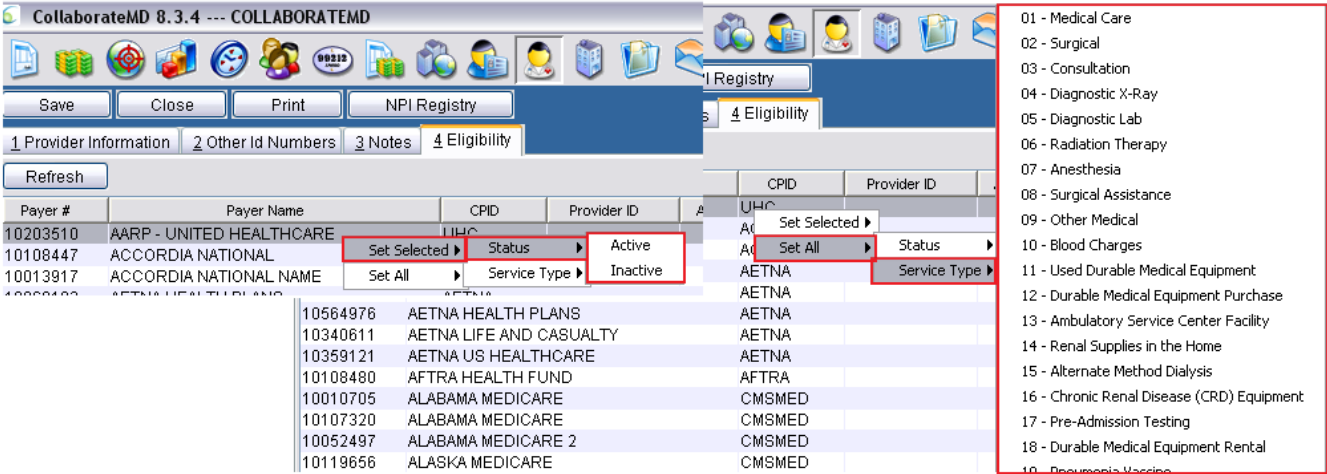 CollaborateMD 8.3.4 --- COLLABORATEMD
99213
Save Close Print NPI Registry
1 Provider Information 2 Other Id Numbers 3 Notes 4 Eligibility
Refresh
Payer # Payer Name CPID Provider ID A
10203510 AARP - UNITED HEALTHCARE UHC
10108447 ACCORDIA NATIONAL
10013917 ACCORDIA NATIONAL NAME
Set Selected
Set All
Status
Service Type
Active
Inactive
I Registry
s 4 Eligibility
CPID Provider ID
UHC
AC
AC
AETNA
AETNA
Set Selected
Set All
Status
Service Type
10564976 AETNA HEALTH PLANS AETNA
10340611 AETNA LIFE AND CASUALTY AETNA
10359121 AETNA US HEALTHCARE AETNA
10108480 AFTRA HEALTH FUND AFTRA
10010705 ALABAMA MEDICARE CMSMED
10107320 ALABAMA MEDICARE CMSMED
10052497 ALABAMA MEDICARE 2 CMSMED
10119656 ALASKA MEDICARE CMSMED
01 - Medical Care
02 - Surgical
03 - Consultation
04 - Diagnostic X-Ray
05 - Diagnostic Lab
06 - Radiation Therapy
07 - Anesthesia
08 - Surgical Assistance
09 - Other Medical
10 - Blood Charges
11 - Used Durable Medical Equipment
12 - Durable Medical Equipment Purchase
13 - Ambulatory Service Center Facility
14 - Renal Supplies in the Home
15 - Alternate Method Dialysis
16 - Chronic Renal Disease (CRD) Equipment
17 - Pre-Admission Testing
18 - Durable Medical Equipment Rental
19 - Pneumonia Vaccine